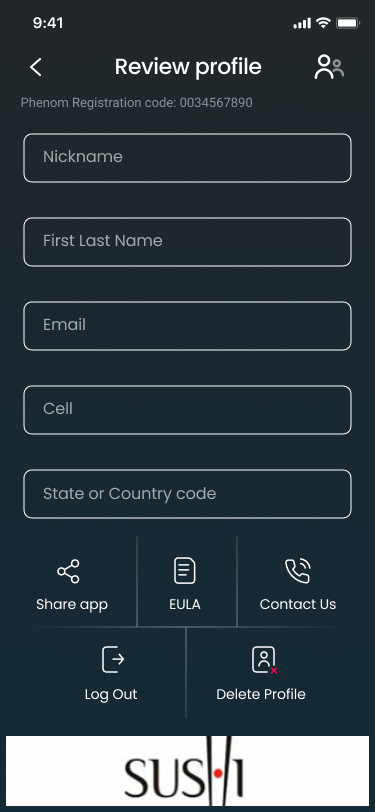 9:41
Review profile
Phenom Registration code: 0034567890
Nickname
First Last Name
Email
Cell
State or Country code
Share app
EULA
Contact Us
Log Out
Delete Profile
SUSHI